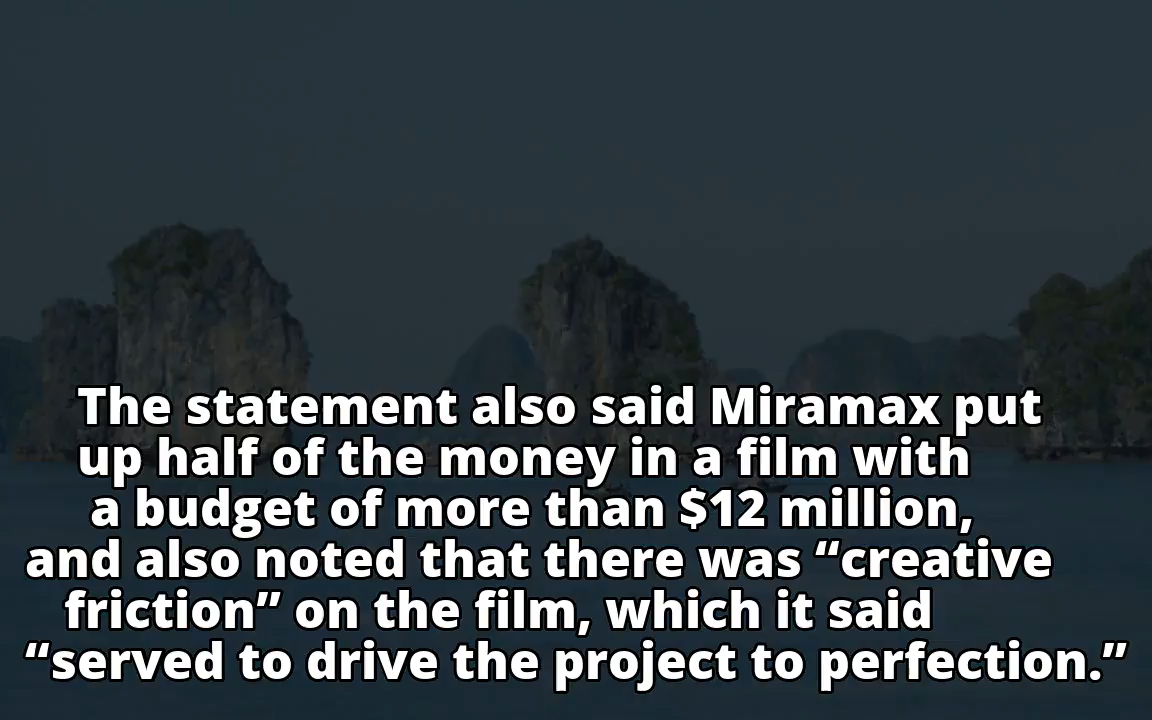 The statement also said Miramax put
up half of the money in a film with
a budget of more than $12 million,
and also noted that there was “creative
friction” on the film, which it said
“served to drive the project to perfection.”